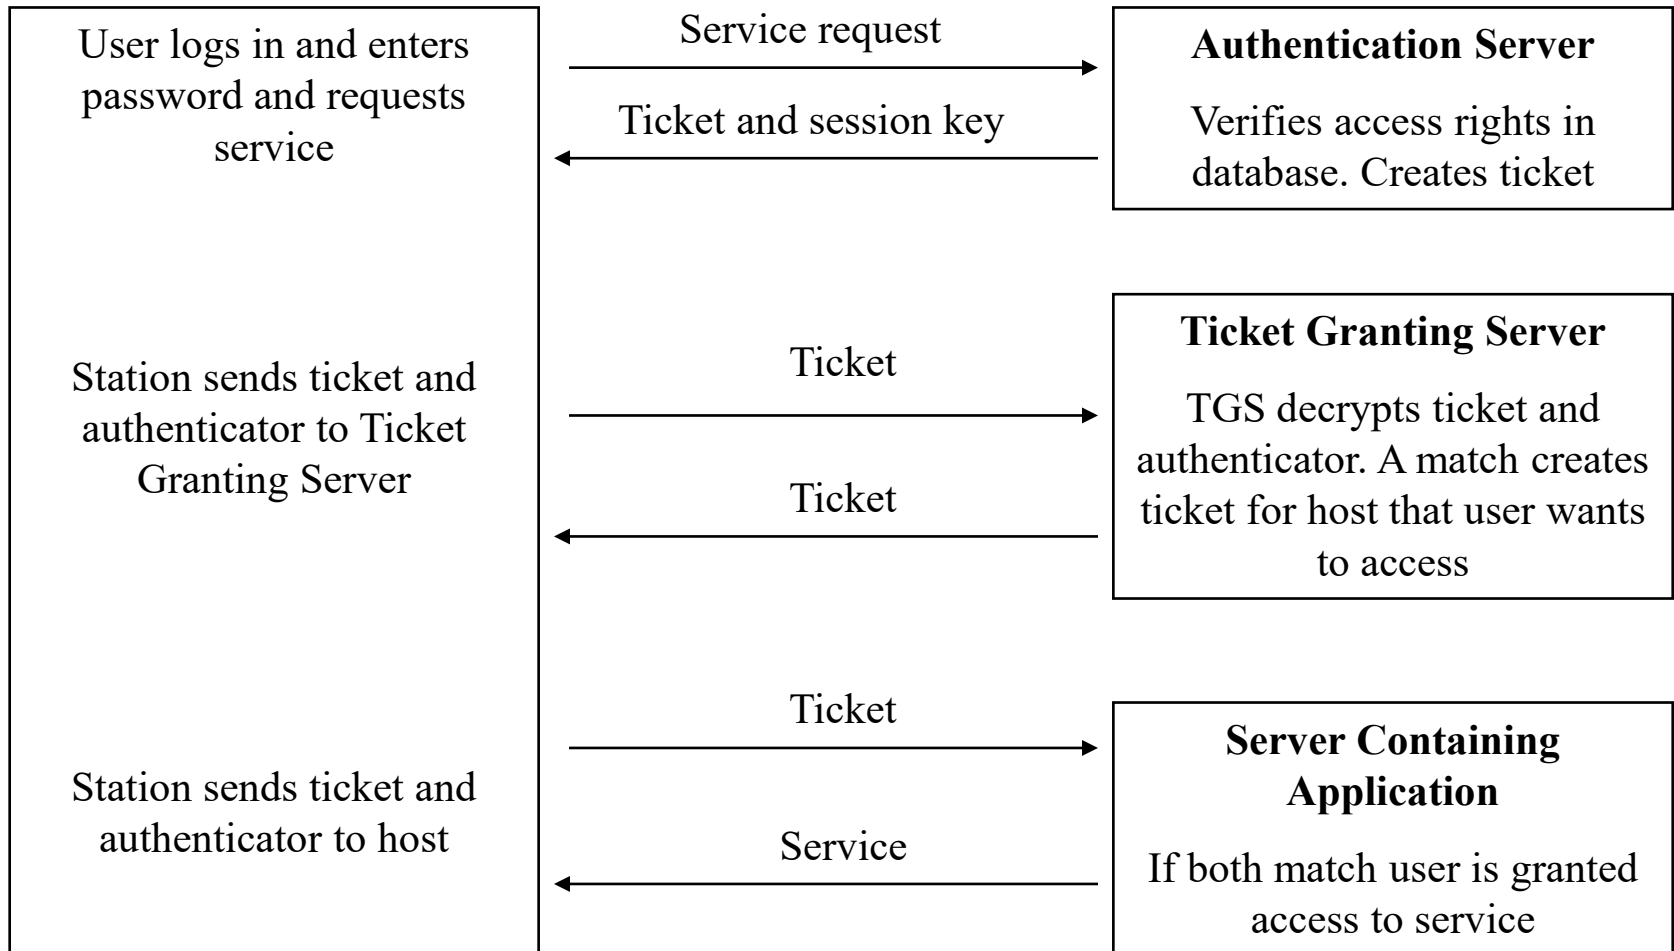 User logs in and enters
password and requests
service
Service request
Ticket and session key
Authentication Server
Verifies access rights in
database. Creates ticket
Station sends ticket and
authenticator to Ticket
Granting Server
Ticket
Ticket
Ticket Granting Server
TGS decrypts ticket and
authenticator. A match creates
ticket for host that user wants
to access
Station sends ticket and
authenticator to host
Ticket
Service
Server Containing
Application
If both match user is granted
access to service